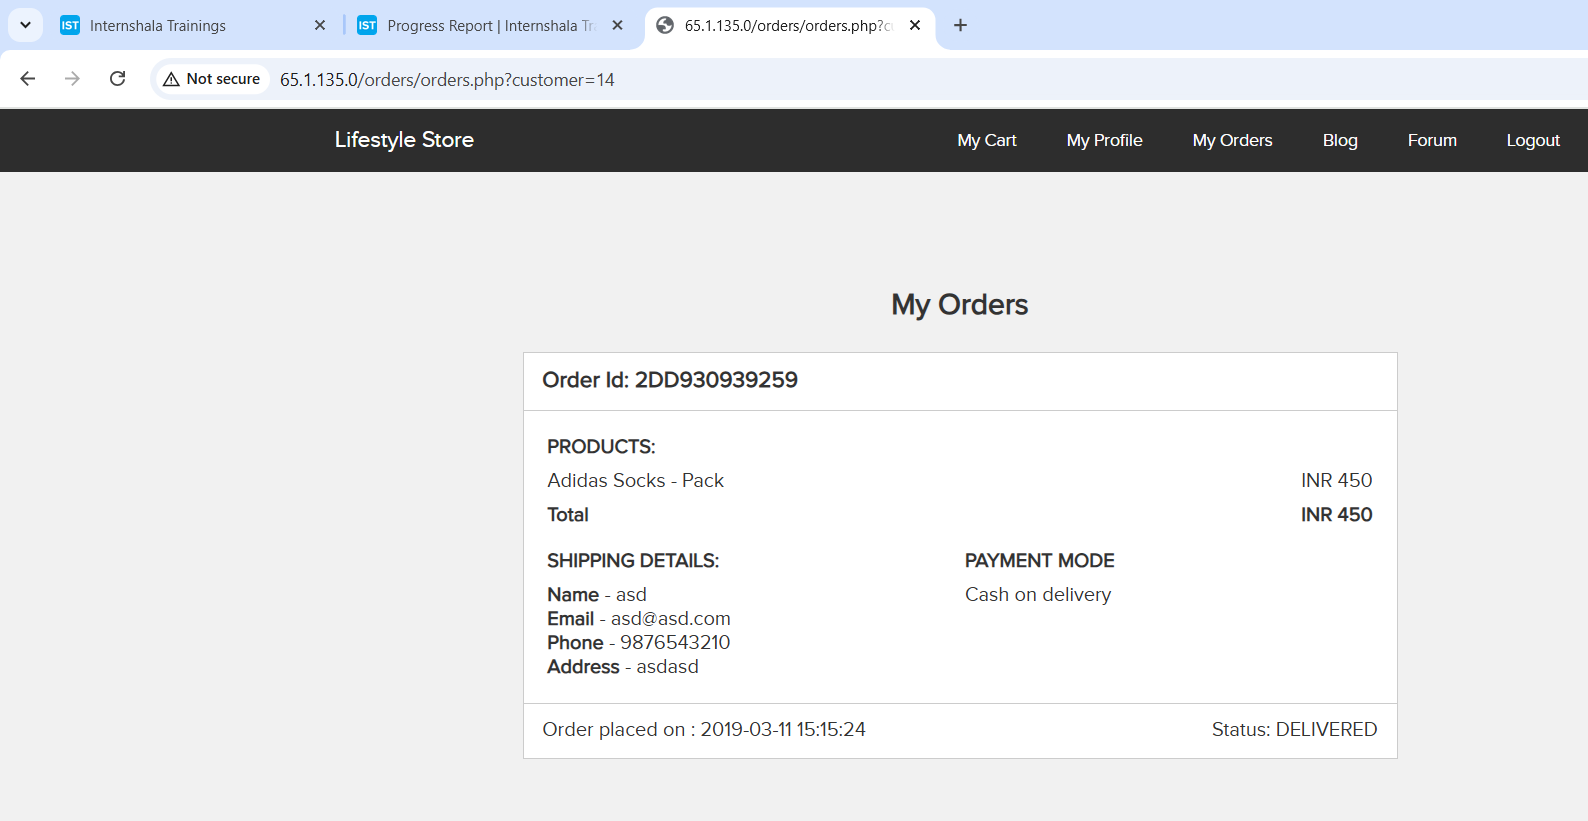 IST Internshala Trainings
IST Progress Report | Internshala Tr
65.1.135.0/orders/orders.php?c
Not secure 65.1.135.0/orders/orders.php?customer=14
Lifestyle Store My Cart My Profile My Orders Blog Forum Logout
My Orders
Order Id: 2DD930939259
PRODUCTS:
Adidas Socks - Pack INR 450
Total INR 450
SHIPPING DETAILS: PAYMENT MODE
Name - asd Cash on delivery
Email - asd@asd.com
Phone - 9876543210
Address - asdasd
Order placed on : 2019-03-11 15:15:24 Status: DELIVERED